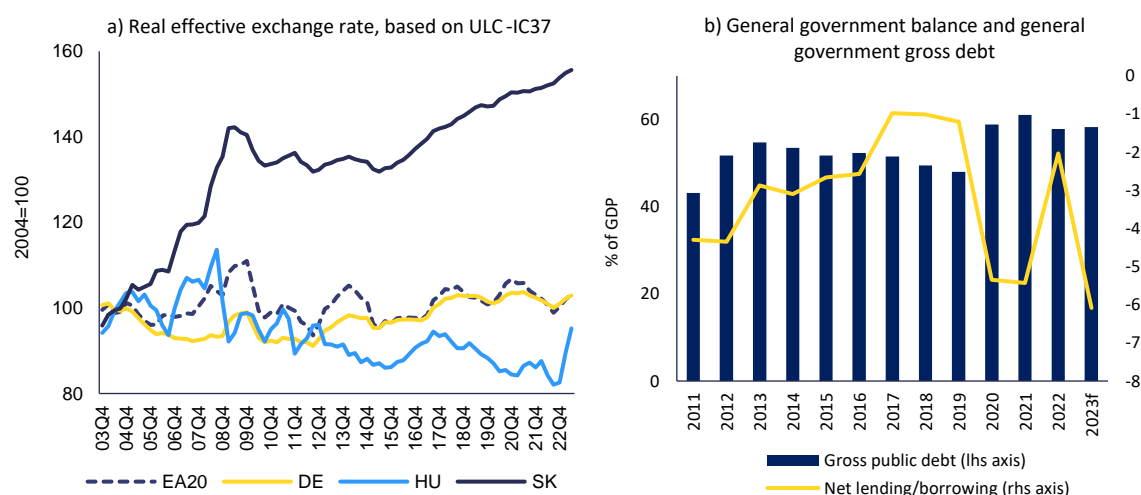 a) Real effective exchange rate, based on ULC -IC37
160
140
120
100
80
2004=100
03Q4
04Q4
05Q4
06Q4
07Q4
08Q4
09Q4
10Q4
11Q4
12Q4
13Q4
14Q4
15Q4
16Q4
17Q4
18Q4
19Q4
20Q4
21Q4
22Q4
EA20
DE
HU
SK
b) General government balance and general
government gross debt
60
40
20
0
% of GDP
0
-1
-2
-3
-4
-5
-6
-7
-8
2011
2012
2013
2014
2015
2016
2017
2018
2019
2020
2021
2022
2023f
Gross public debt (lhs axis)
Net lending/borrowing (rhs axis)